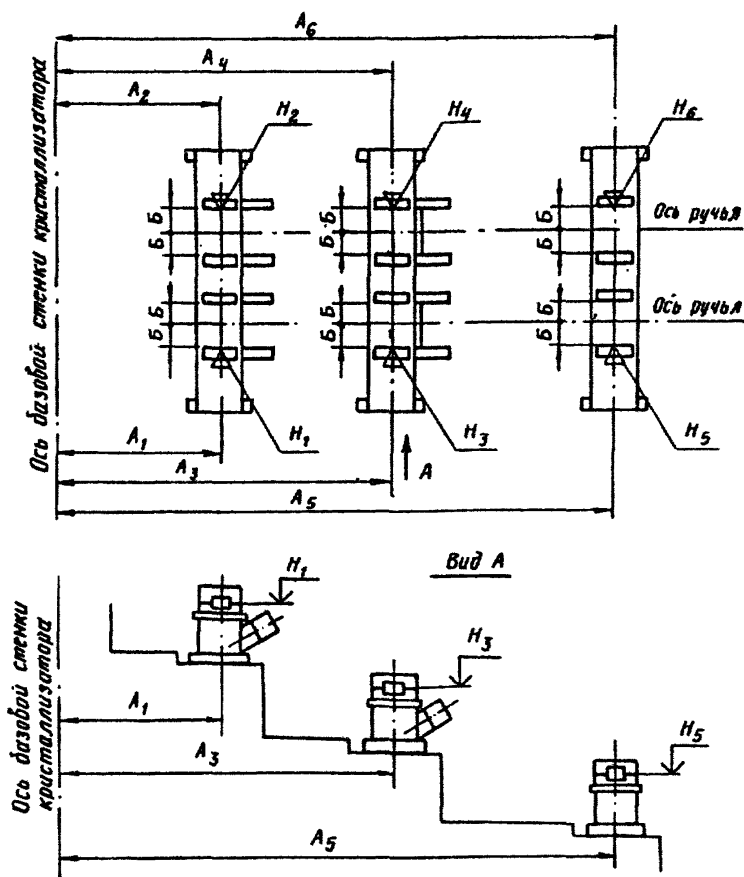 A6
A4
A2
H2
H4
H6
Б
Б
Б
Б
Б
Б
Ось ручья
Б
Б
Б
Б
Б
Б
Ось ручья
Ось базовой стенки кристаллизатора
H1
H3
H5
A1
A3
A
A5
Вид А
H1
H3
H5
A1
A3
A5
Ось базовой стенки
кристаллизатора